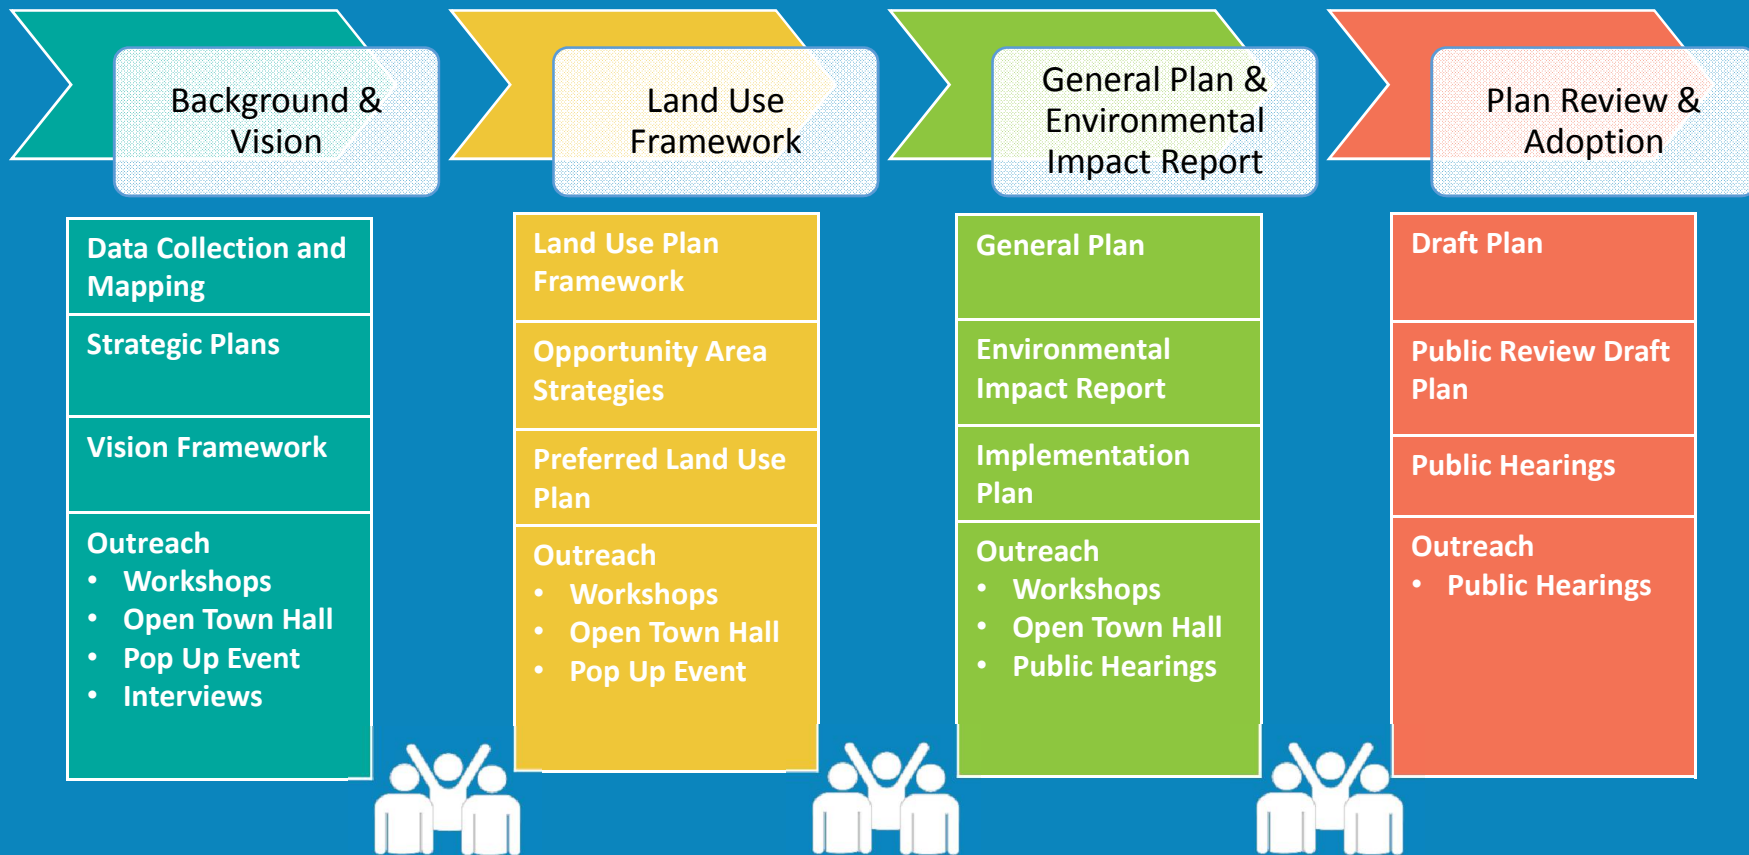 Background &
Vision
Land Use
Framework
General Plan &
Environmental
Impact Report
Plan Review &
Adoption
Data Collection and
Mapping
Strategic Plans
Vision Framework
Outreach
• Workshops
• Open Town Hall
• Pop Up Event
• Interviews
Land Use Plan
Framework
Opportunity Area
Strategies
Preferred Land Use
Plan
Outreach
• Workshops
• Open Town Hall
• Pop Up Event
General Plan
Environmental
Impact Report
Implementation
Plan
Outreach
• Workshops
• Open Town Hall
• Public Hearings
Draft Plan
Public Review Draft
Plan
Public Hearings
Outreach
• Public Hearings